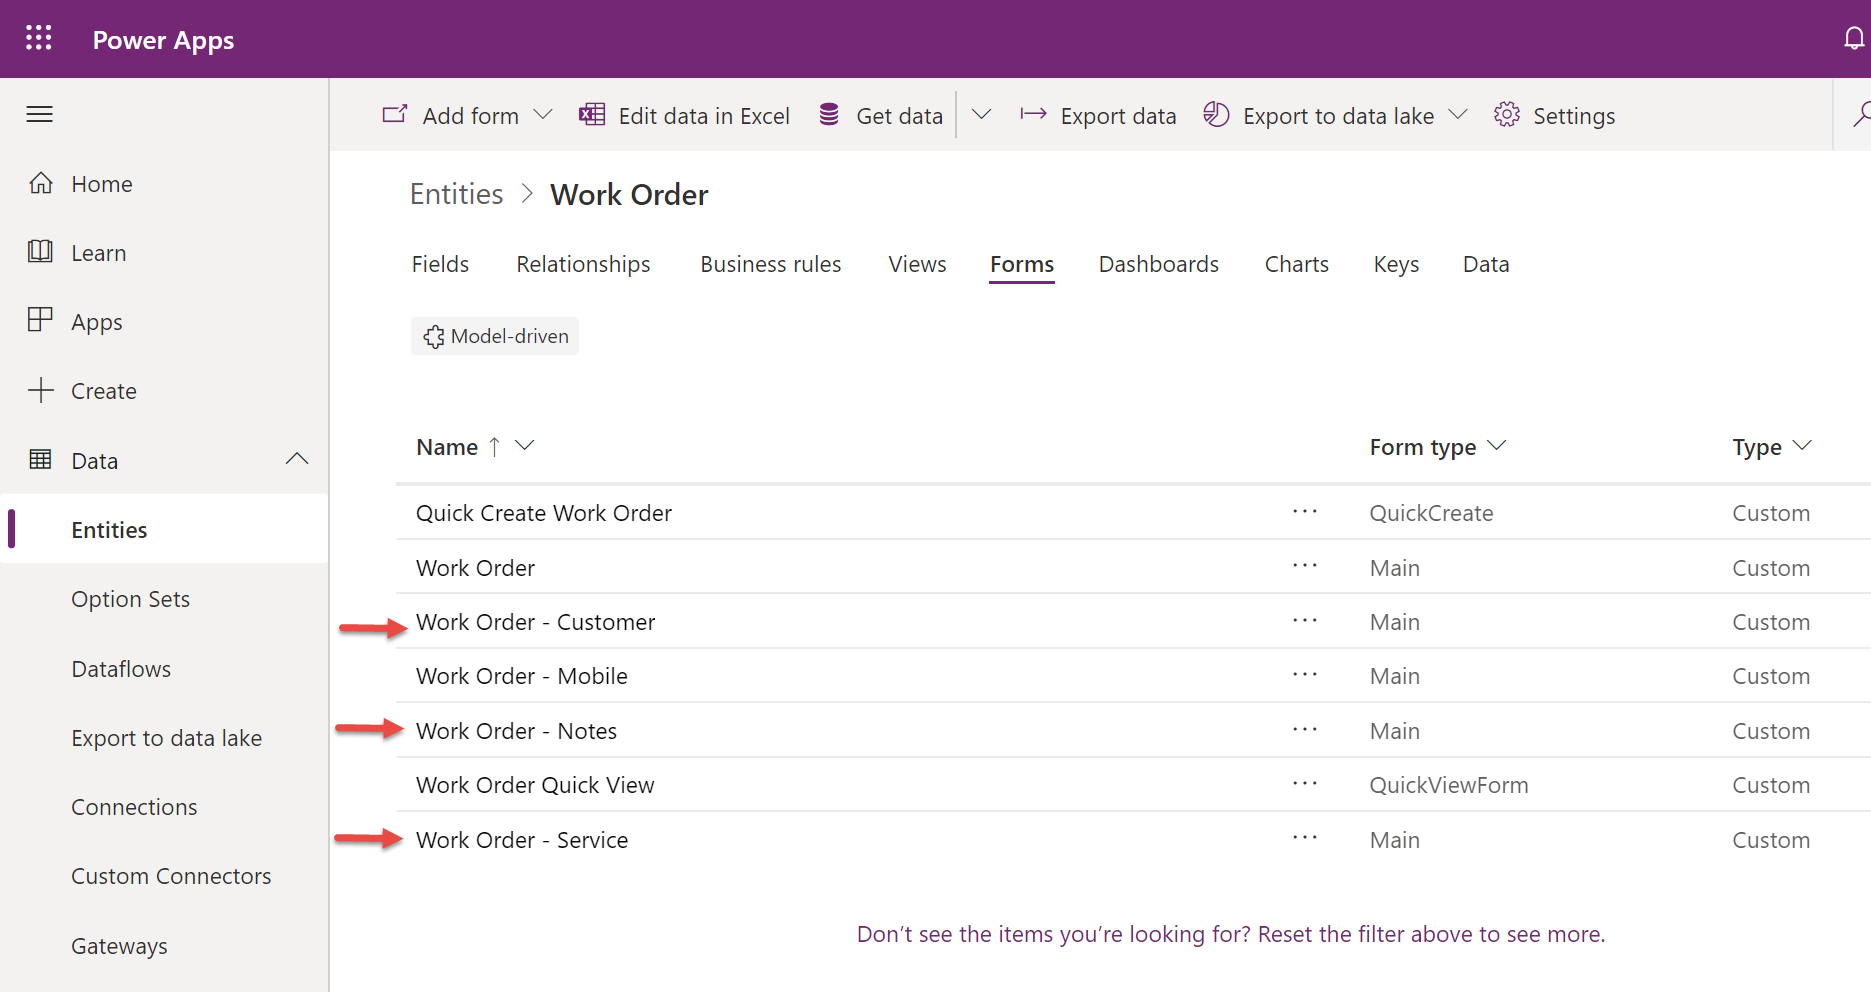 Power Apps
Add form
Edit data in Excel
Get data
Export data
Export to data lake
Settings
Home
Learn
Apps
Create
Data
Entities
Option Sets
Dataflows
Export to data lake
Connections
Custom Connectors
Gateways
Entities > Work Order
Fields Relationships Business rules Views Forms Dashboards Charts Keys Data
Model-driven
Name ↑ Form type Type
Quick Create Work Order ··· QuickCreate Custom
Work Order ··· Main Custom
Work Order - Customer ··· Main Custom
Work Order - Mobile ··· Main Custom
Work Order - Notes ··· Main Custom
Work Order Quick View ··· QuickViewForm Custom
Work Order - Service ··· Main Custom
Don’t see the items you’re looking for? Reset the filter above to see more.